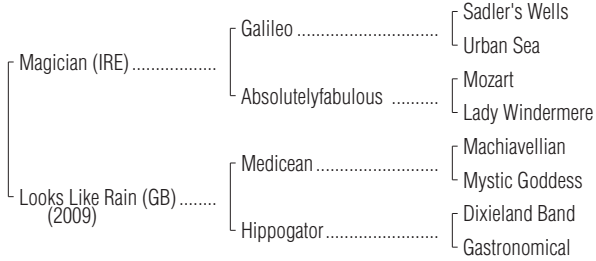 Sadler's Wells
Galileo ..............................
Urban Sea
Magician (IRE) ..................
Mozart
Absolutelyfabulous ..........
Lady Windermere
Machiavellian
Medicean ..........................
Mystic Goddess
Looks Like Rain (GB) ........
(2009)
Dixieland Band
Hippogator ........................
Gastronomical